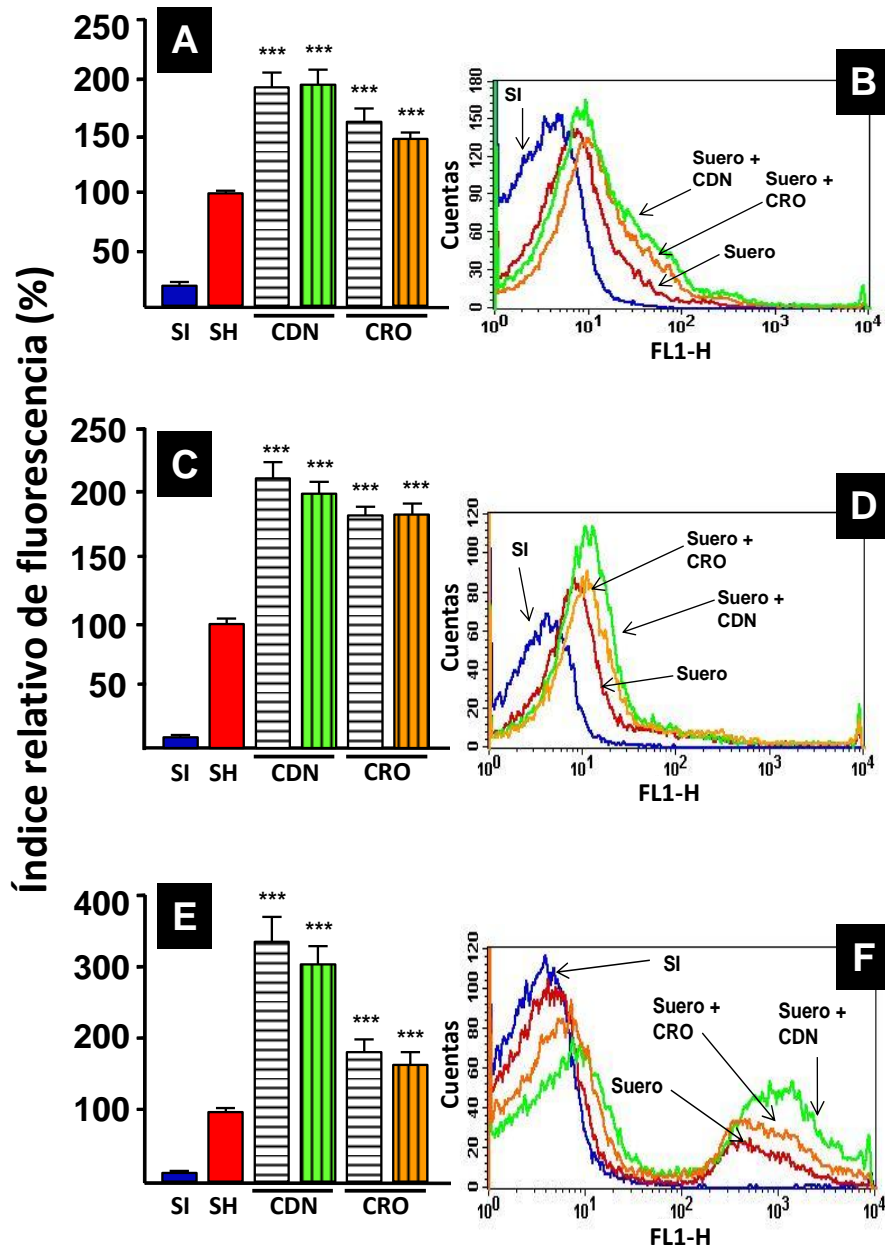 Índice relativo de fluorescencia (%)
A
250
200
150
100
50
***
***
***
***
SI SH CDN CRO
B
Cuentas
180
150
120
90
60
30
0
SI
Suero +
CDN
Suero +
CRO
Suero
10⁰ 10¹ 10² 10³ 10⁴
FL1-H
C
250
200
150
100
50
***
***
***
***
SI SH CDN CRO
D
Cuentas
120
100
80
60
40
20
0
SI
Suero +
CRO
Suero +
CDN
Suero
10⁰ 10¹ 10² 10³ 10⁴
FL1-H
E
400
300
200
100
***
***
***
***
SI SH CDN CRO
F
Cuentas
120
100
80
60
40
20
0
SI
Suero +
CRO
Suero +
CDN
Suero
10⁰ 10¹ 10² 10³ 10⁴
FL1-H